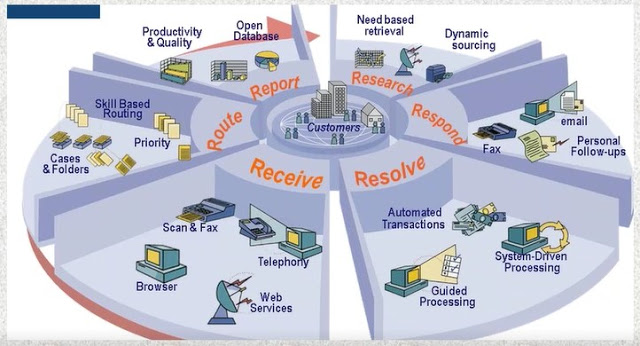 Productivity
& Quality
Open
Database
Need based
retrieval
Dynamic
sourcing
Report
Research
Skill Based
Routing
Route
Customers
Respond
email
Priority
Fax
Personal
Follow-ups
Cases
& Folders
Receive
Resolve
Scan & Fax
Automated
Transactions
Telephony
System-Driven
Processing
Browser
Guided
Processing
Web
Services